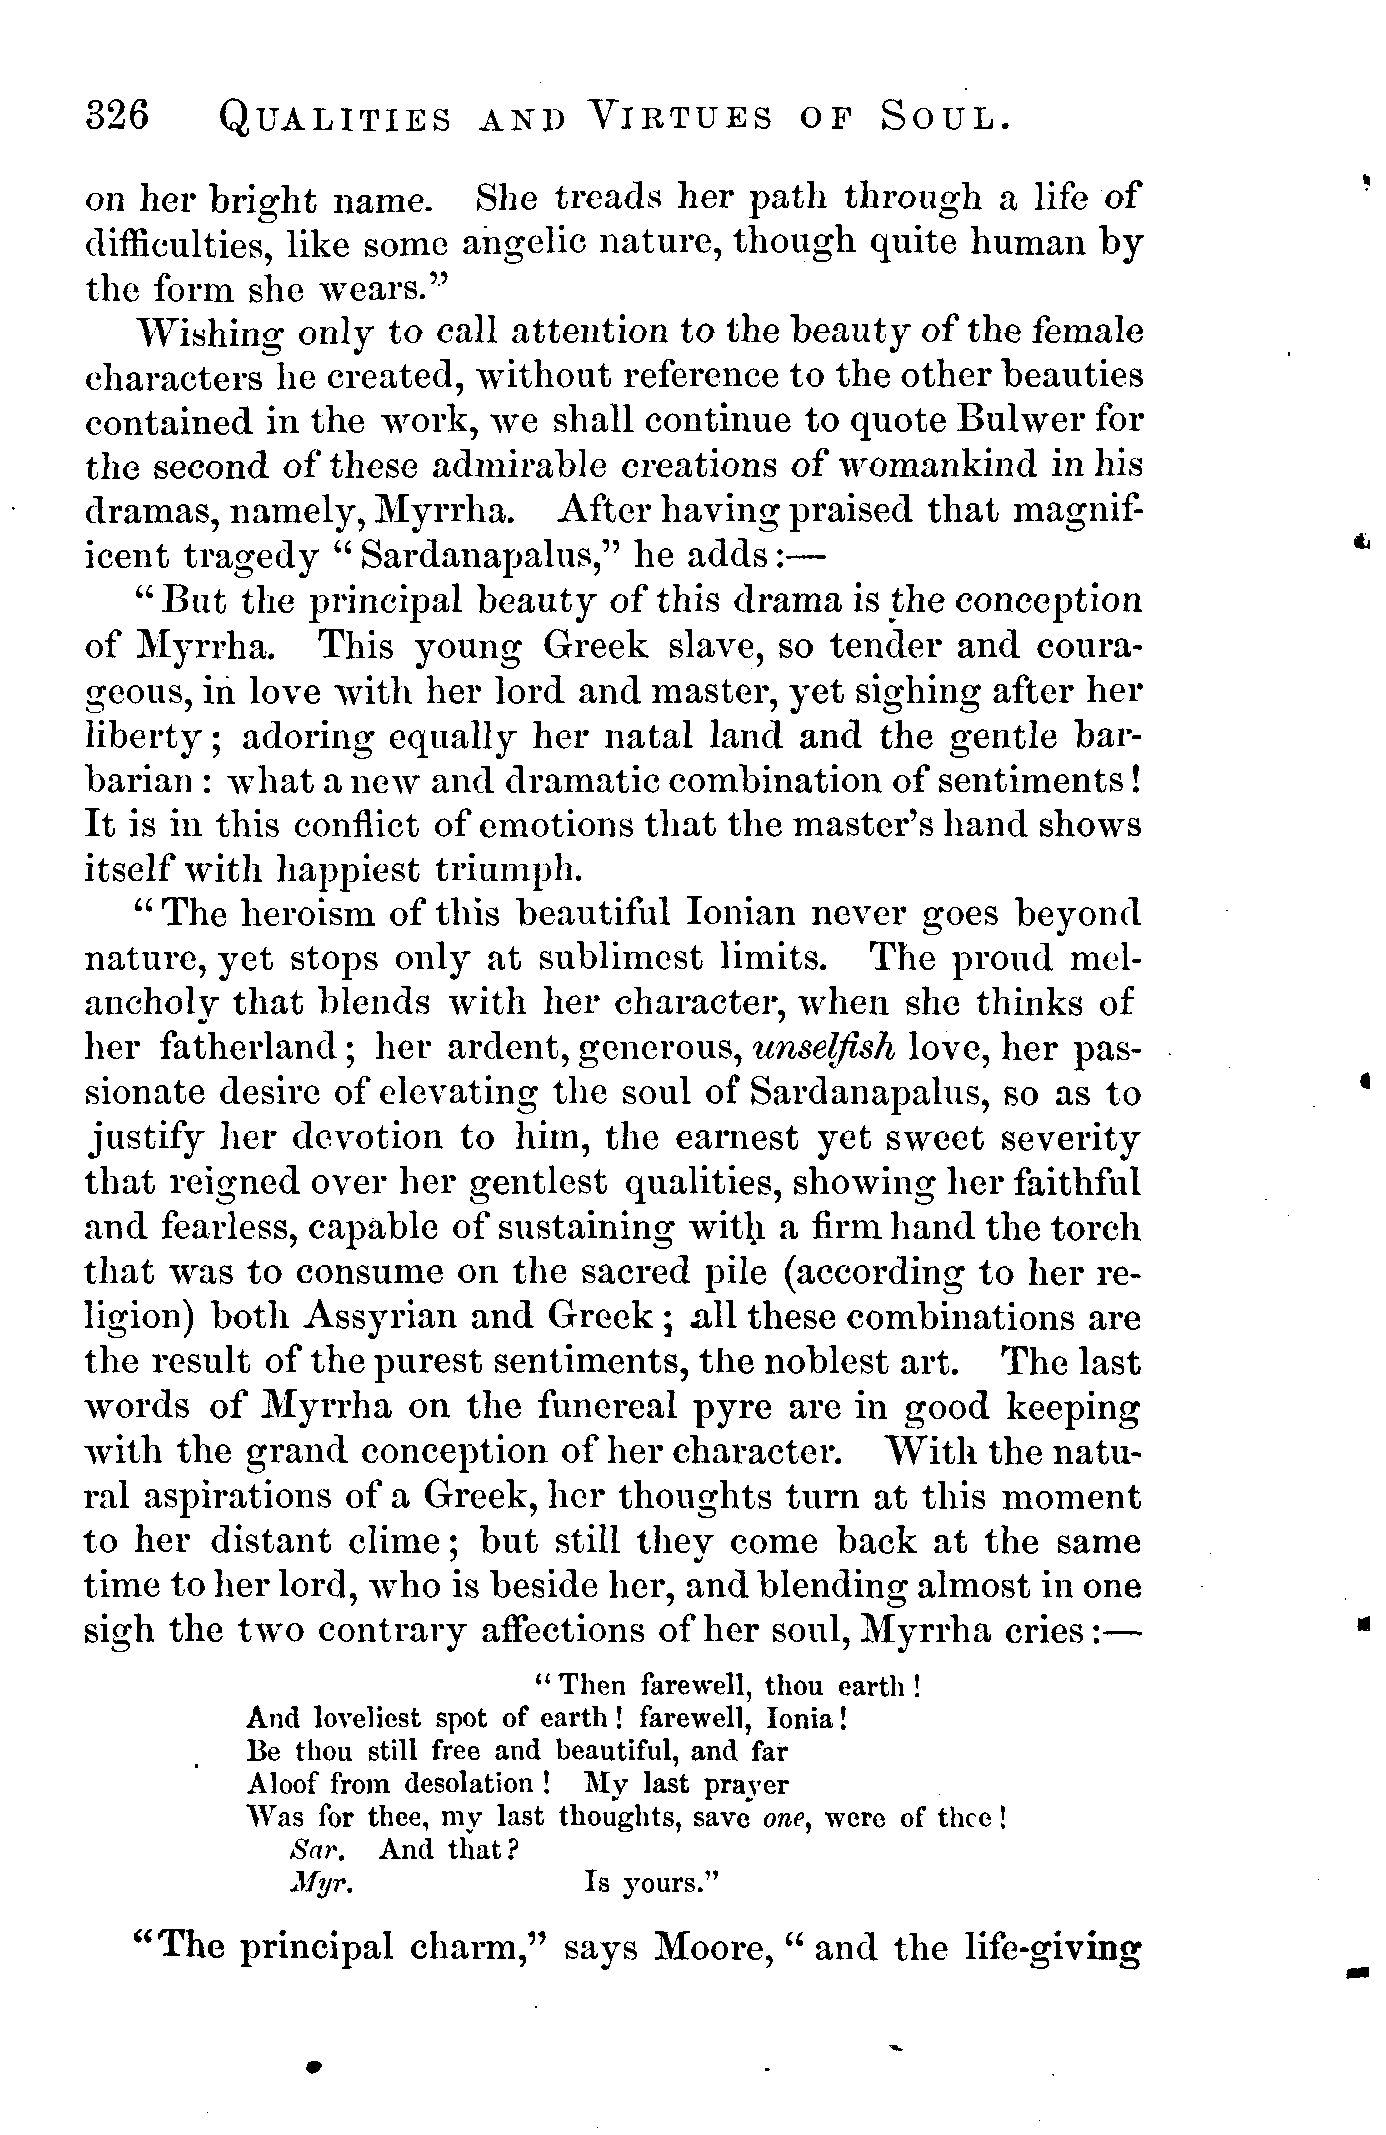 326 QUALITIES AND VIRTUES OF SOUL.
on her bright name. She treads her path through a life of
difficulties, like some angelic nature, though quite human by
the form she wears."
Wishing only to call attention to the beauty of the female
characters he created, without reference to the other beauties
contained in the work, we shall continue to quote Bulwer for
the second of these admirable creations of womankind in his
dramas, namely, Myrrha. After having praised that magnif-
icent tragedy "Sardanapalus," he adds:—
"But the principal beauty of this drama is the conception
of Myrrha. This young Greek slave, so tender and coura-
geous, in love with her lord and master, yet sighing after her
liberty; adoring equally her natal land and the gentle bar-
barian: what a new and dramatic combination of sentiments!
It is in this conflict of emotions that the master's hand shows
itself with happiest triumph.
"The heroism of this beautiful Ionian never goes beyond
nature, yet stops only at sublimest limits. The proud mel-
ancholy that blends with her character, when she thinks of
her fatherland; her ardent, generous, unselfish love, her pas-
sionate desire of elevating the soul of Sardanapalus, so as to
justify her devotion to him, the earnest yet sweet severity
that reigned over her gentlest qualities, showing her faithful
and fearless, capable of sustaining with a firm hand the torch
that was to consume on the sacred pile (according to her re-
ligion) both Assyrian and Greek; all these combinations are
the result of the purest sentiments, the noblest art. The last
words of Myrrha on the funereal pyre are in good keeping
with the grand conception of her character. With the natu-
ral aspirations of a Greek, her thoughts turn at this moment
to her distant clime; but still they come back at the same
time to her lord, who is beside her, and blending almost in one
sigh the two contrary affections of her soul, Myrrha cries:—
"Then farewell, thou earth!
And loveliest spot of earth! farewell, Ionia!
Be thou still free and beautiful, and far
Aloof from desolation! My last prayer
Was for thee, my last thoughts, save one, were of thee!
Sar. And that?
Myr. Is yours."
"The principal charm," says Moore, "and the life-giving